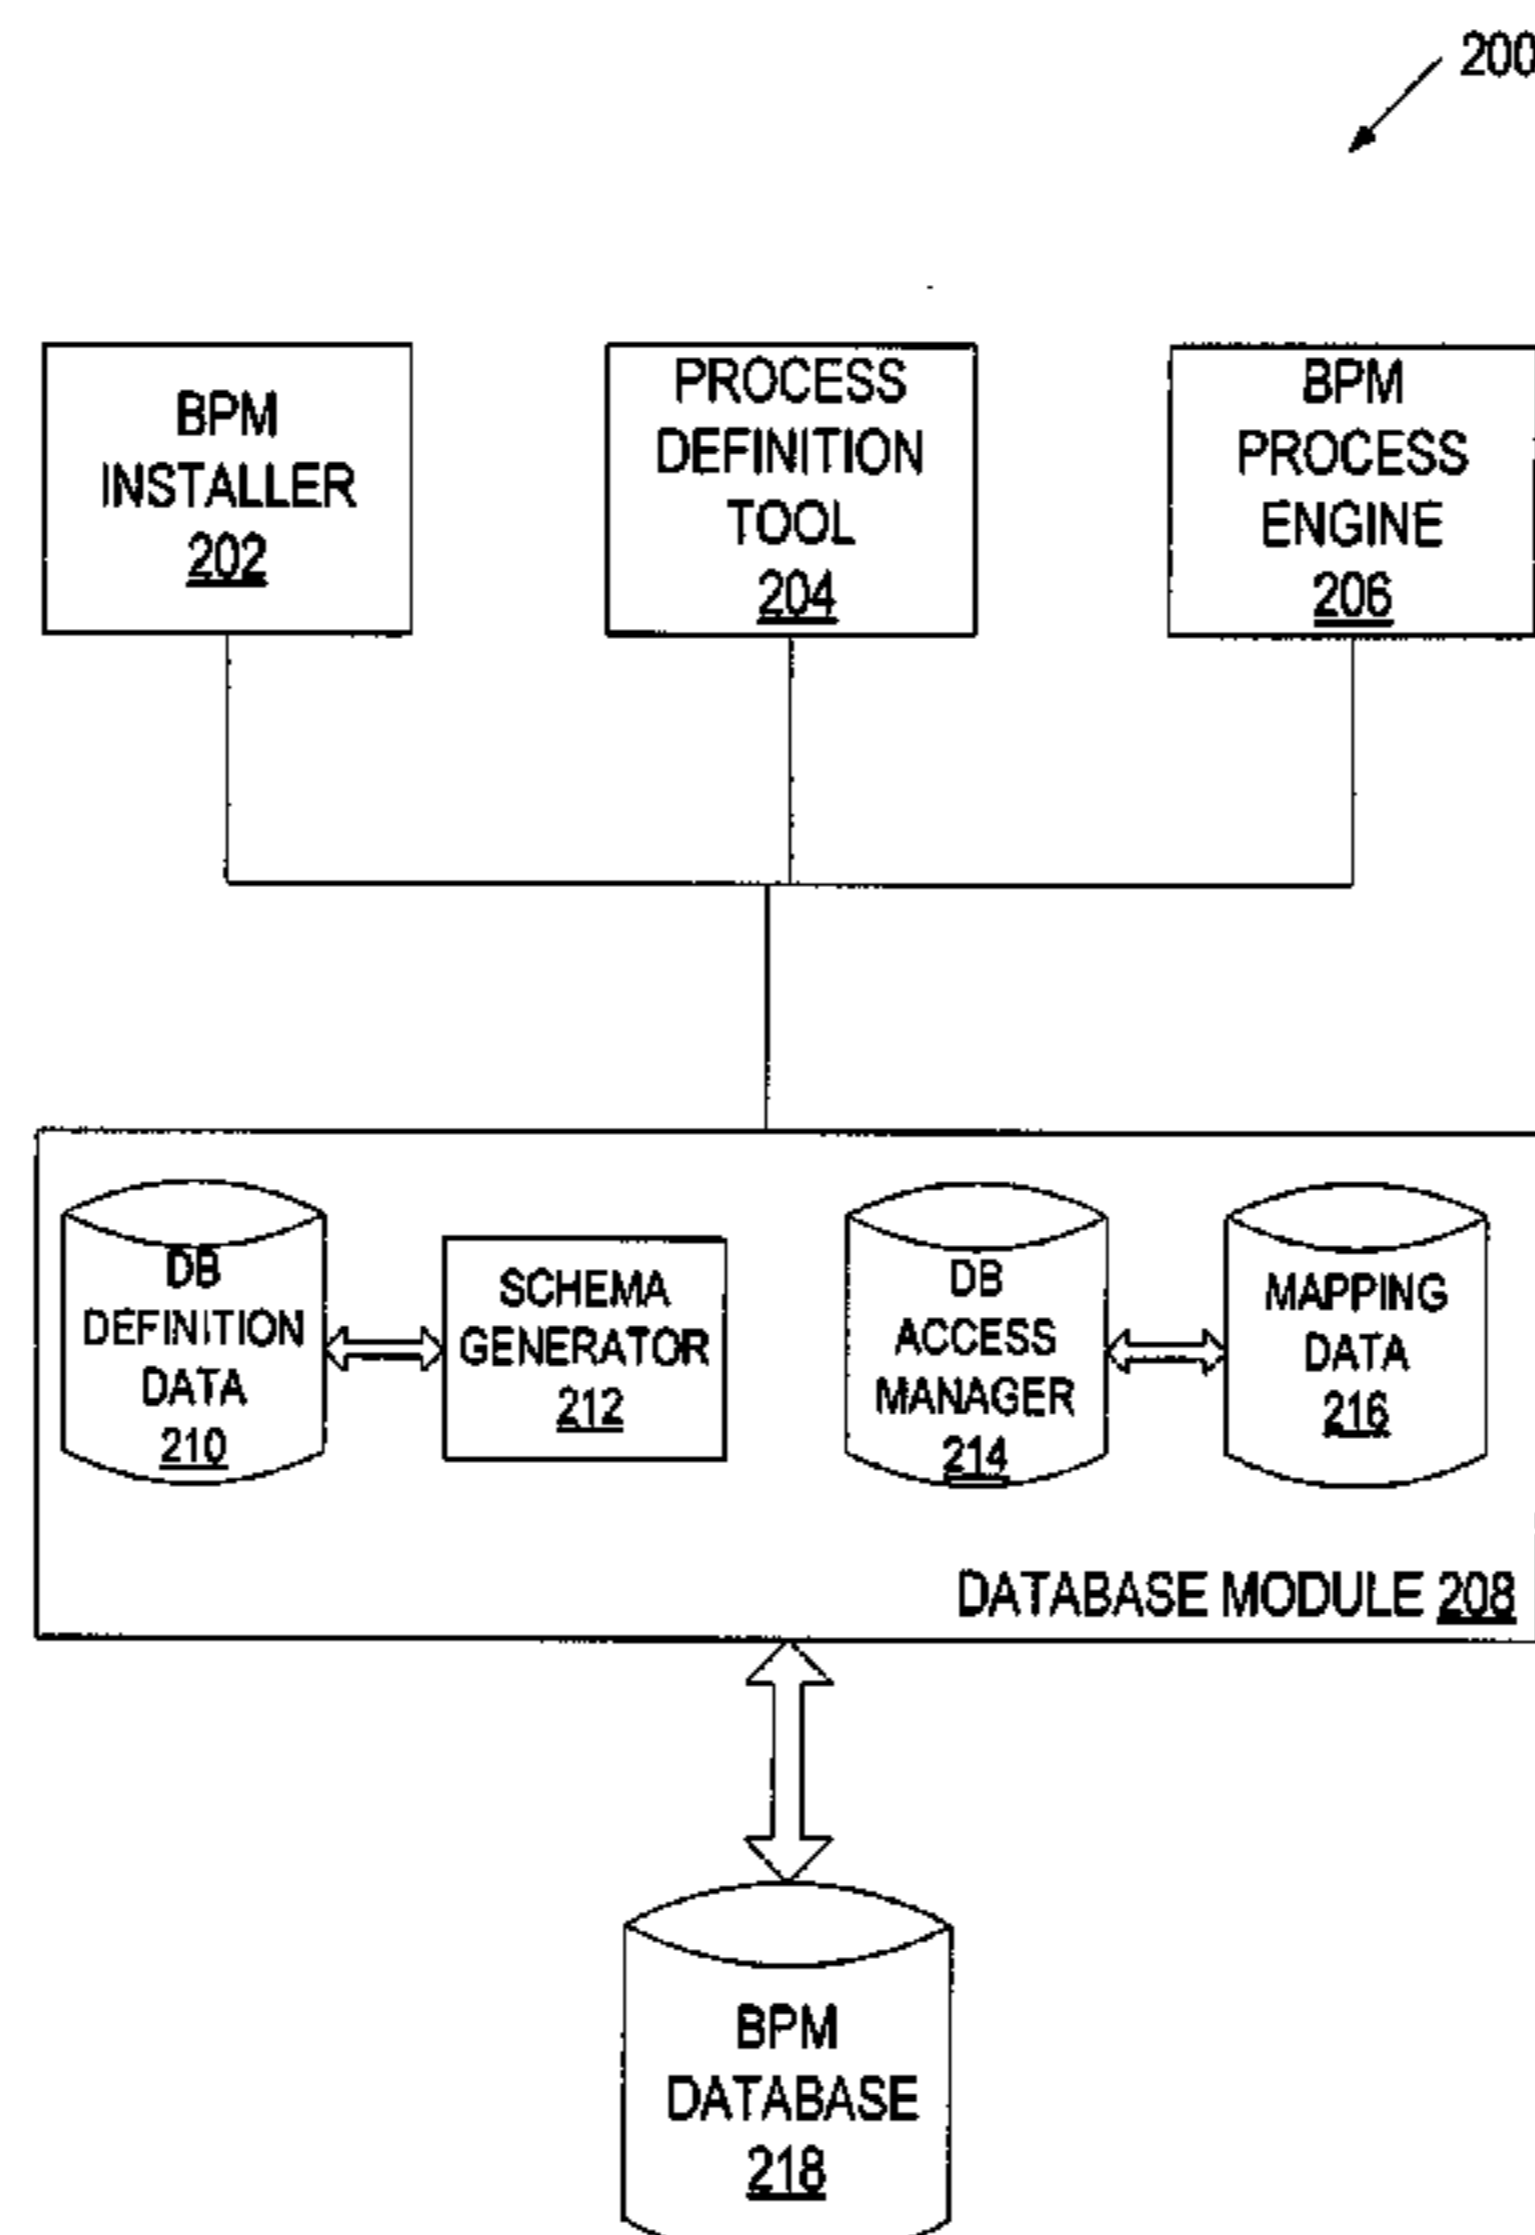 200
BPM
INSTALLER
202
PROCESS
DEFINITION
TOOL
204
BPM
PROCESS
ENGINE
206
DB
DEFINITION
DATA
210
SCHEMA
GENERATOR
212
DB
ACCESS
MANAGER
214
MAPPING
DATA
216
DATABASE MODULE 208
BPM
DATABASE
218